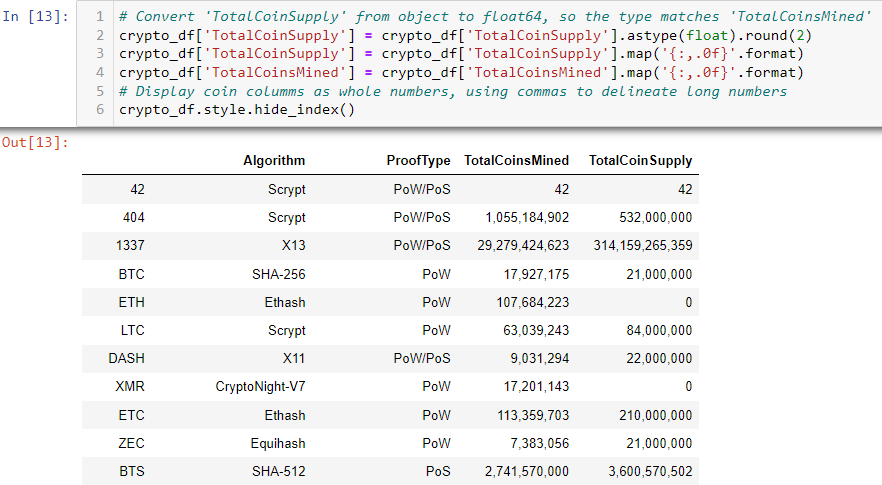 In [13]: 1 # Convert 'TotalCoinSupply' from object to float64, so the type matches 'TotalCoinsMined'
2 crypto_df['TotalCoinSupply'] = crypto_df['TotalCoinSupply'].astype(float).round(2)
3 crypto_df['TotalCoinSupply'] = crypto_df['TotalCoinSupply'].map('{:,.0f}'.format)
4 crypto_df['TotalCoinsMined'] = crypto_df['TotalCoinsMined'].map('{:,.0f}'.format)
5 # Display coin columms as whole numbers, using commas to delineate long numbers
6 crypto_df.style.hide_index()
Out[13]:
Algorithm ProofType TotalCoinsMined TotalCoinSupply
42 Scrypt PoW/PoS 42 42
404 Scrypt PoW/PoS 1,055,184,902 532,000,000
1337 X13 PoW/PoS 29,279,424,623 314,159,265,359
BTC SHA-256 PoW 17,927,175 21,000,000
ETH Ethash PoW 107,684,223 0
LTC Scrypt PoW 63,039,243 84,000,000
DASH X11 PoW/PoS 9,031,294 22,000,000
XMR CryptoNight-V7 PoW 17,201,143 0
ETC Ethash PoW 113,359,703 210,000,000
ZEC Equihash PoW 7,383,056 21,000,000
BTS SHA-512 PoS 2,741,570,000 3,600,570,502